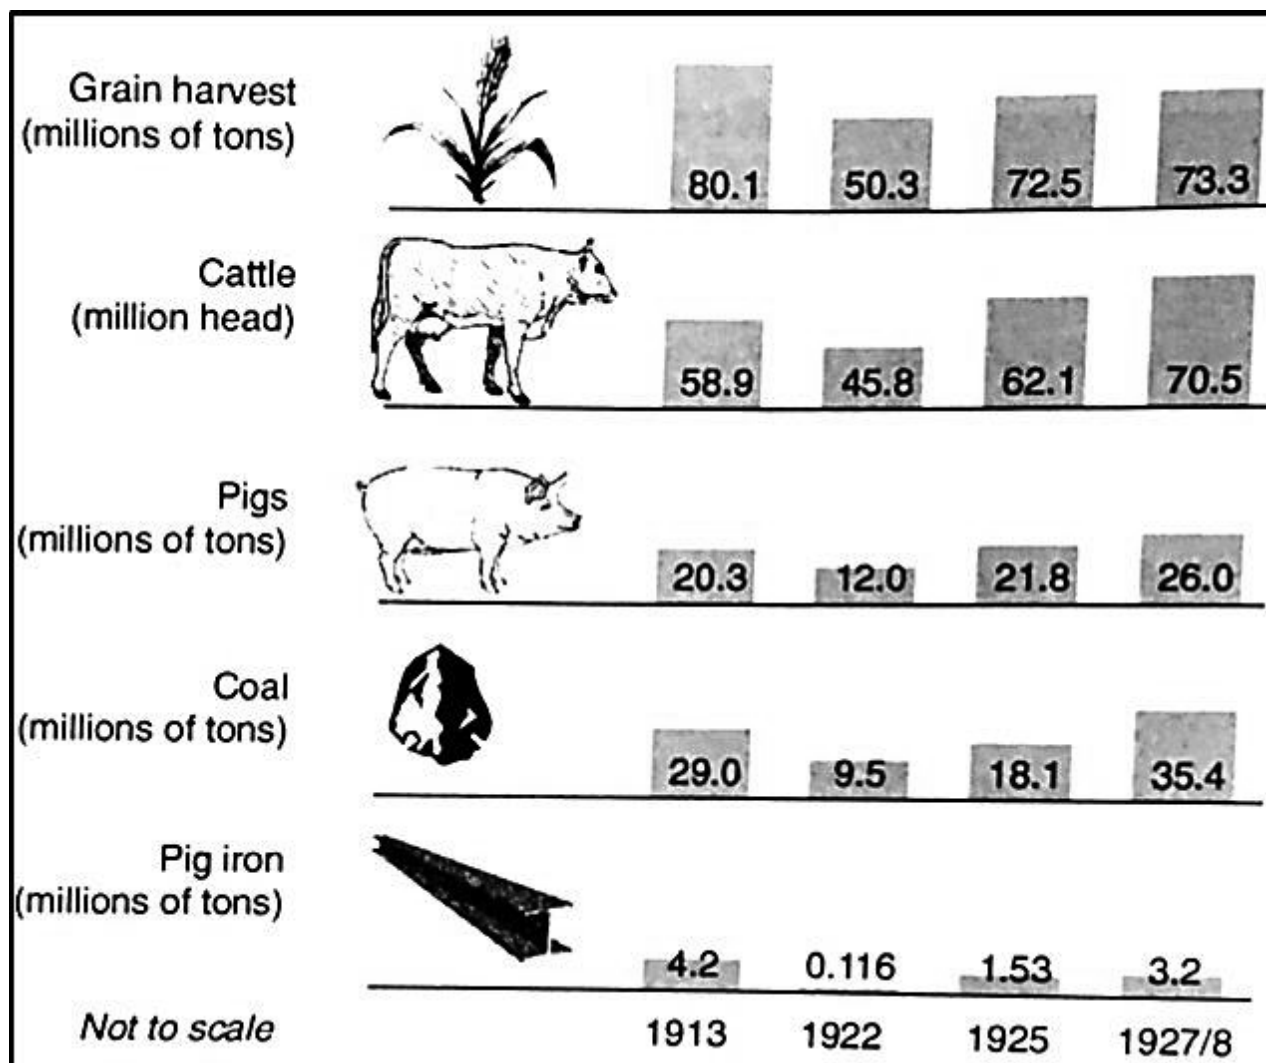 Grain harvest
(millions of tons)
80.1 50.3 72.5 73.3
Cattle
(million head)
58.9 45.8 62.1 70.5
Pigs
(millions of tons)
20.3 12.0 21.8 26.0
Coal
(millions of tons)
29.0 9.5 18.1 35.4
Pig iron
(millions of tons)
4.2 0.116 1.53 3.2
Not to scale
1913 1922 1925 1927/8